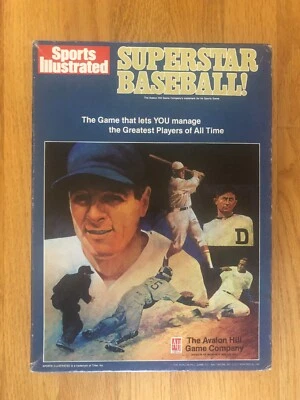 Sports
Illustrated
SUPERSTAR
BASEBALL!
The Game that lets YOU manage
the Greatest Players of All Time
D
The Avalon Hill
Game Company